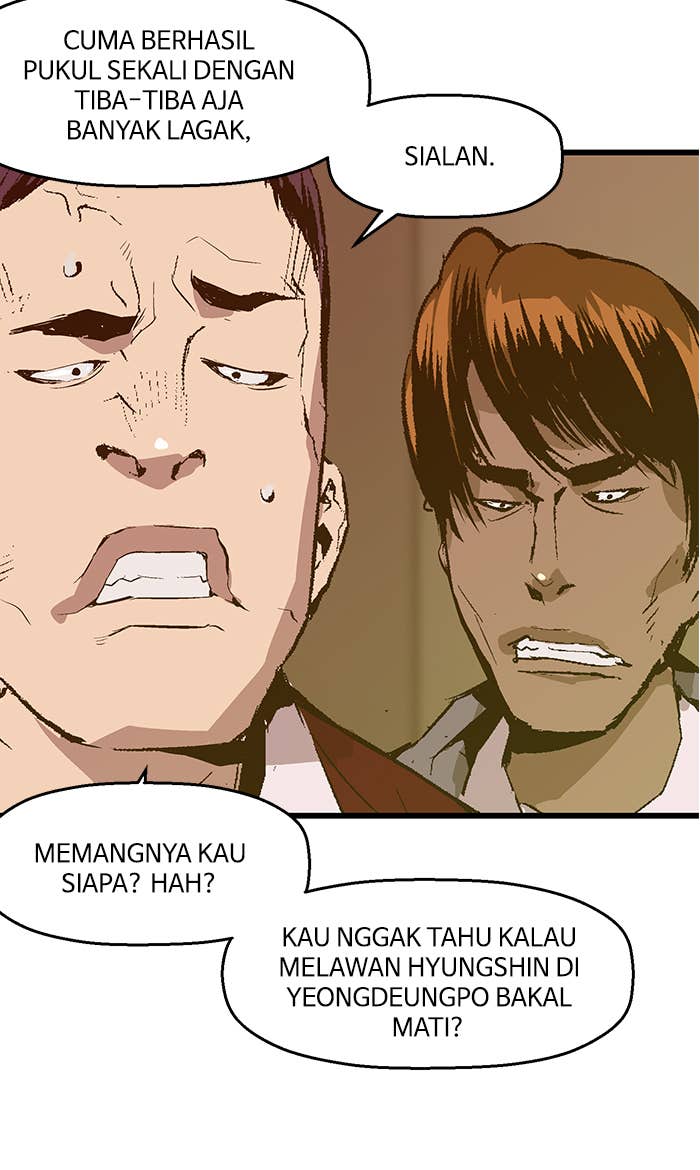 CUMA BERHASIL
PUKUL SEKALI DENGAN
TIBA-TIBA AJA
BANYAK LAGAK,
SIALAN.
MEMANGNYA KAU
SIAPA? HAH?
KAU NGGAK TAHU KALAU
MELAWAN HYUNGSHIN DI
YEONGDEUNGPO BAKAL
MATI?